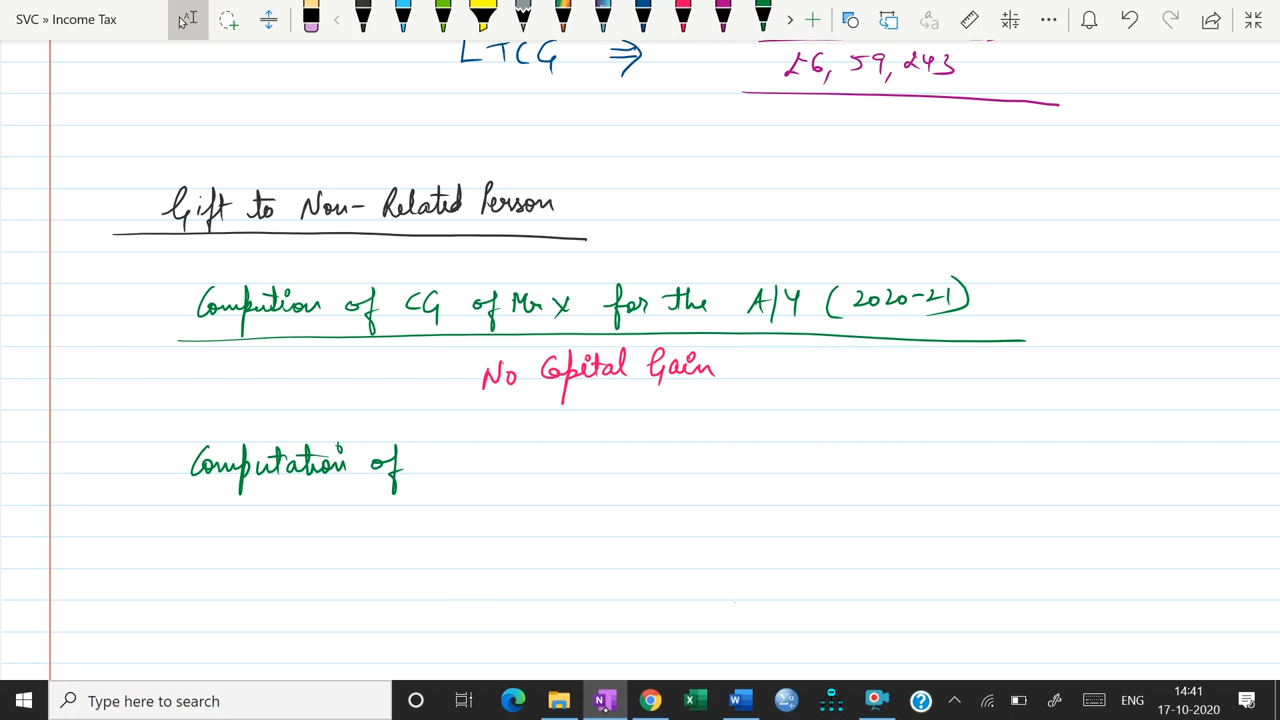 SVC » Income Tax
LTCG ⇒ 26, 59, 243
Gift to Non-Related Person
Compution of CG of Mr X for the A/Y (2020-21)
No Capital Gain
Computation of
Type here to search
ENG
14:41
17-10-2020